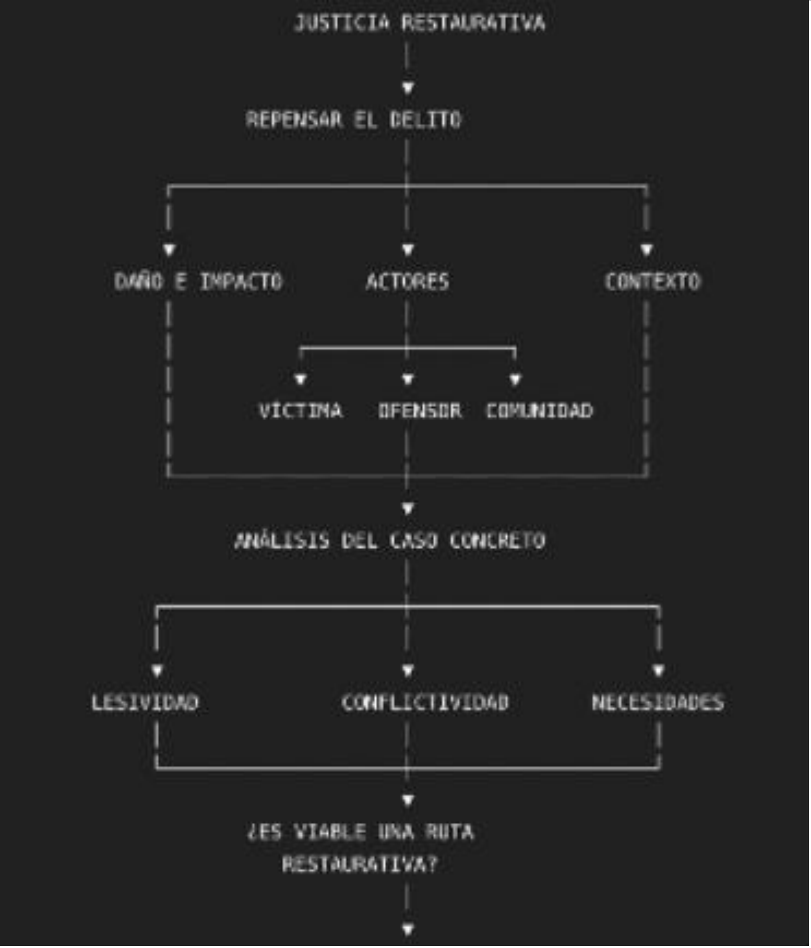 JUSTICIA RESTAURATIVA
REPENSAR EL DELITO
DAÑO E IMPACTO ACTORES CONTEXTO
VÍCTIMA OFENSOR COMUNIDAD
ANÁLISIS DEL CASO CONCRETO
LESIVIDAD CONFLICTIVIDAD NECESIDADES
¿ES VIABLE UNA RUTA
RESTAURATIVA?